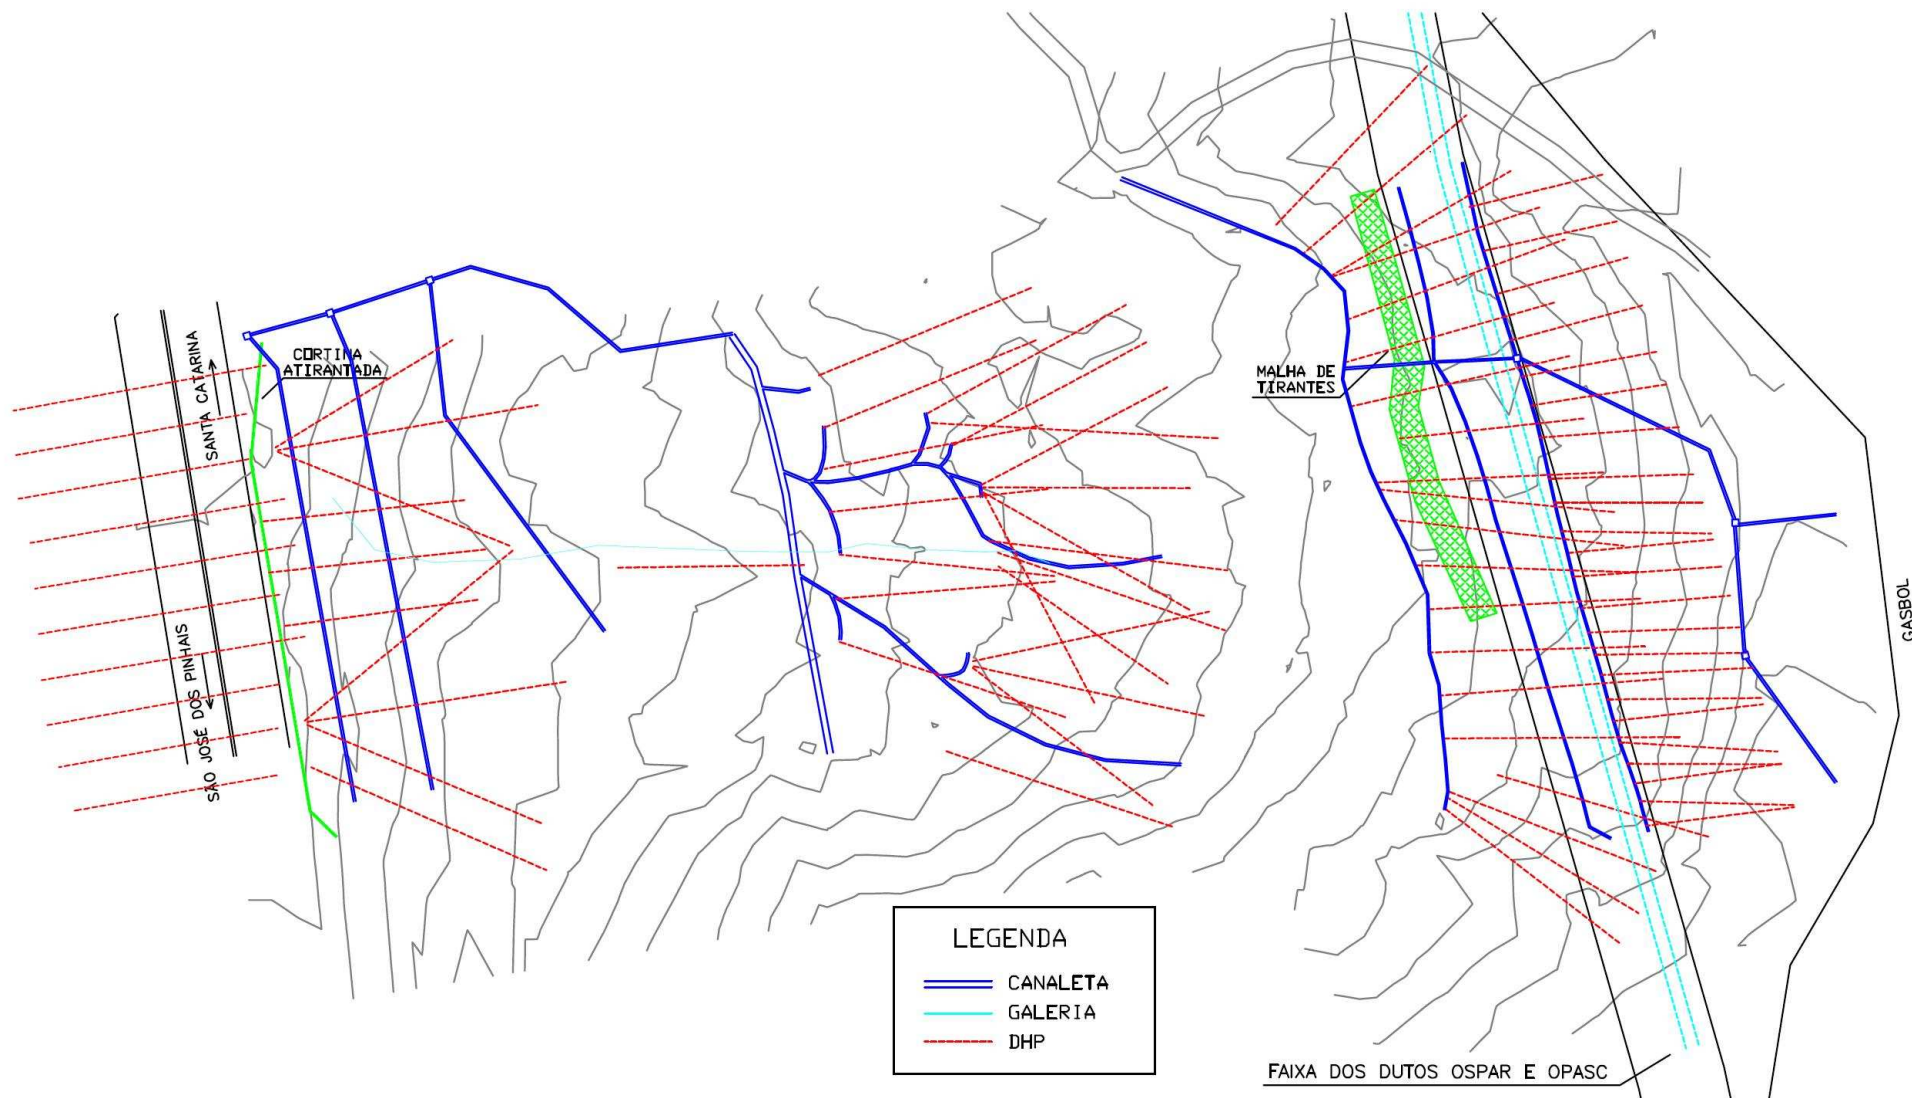 SANTA CATARINA
SÃO JOSÉ DOS PINHAIS
CORTINA
ATIRANTADA
MALHA DE
TIRANTES
GASBOL
LEGENDA
CANALETA
GALERIA
DHP
FAIXA DOS DUTOS OSPAR E OPASC